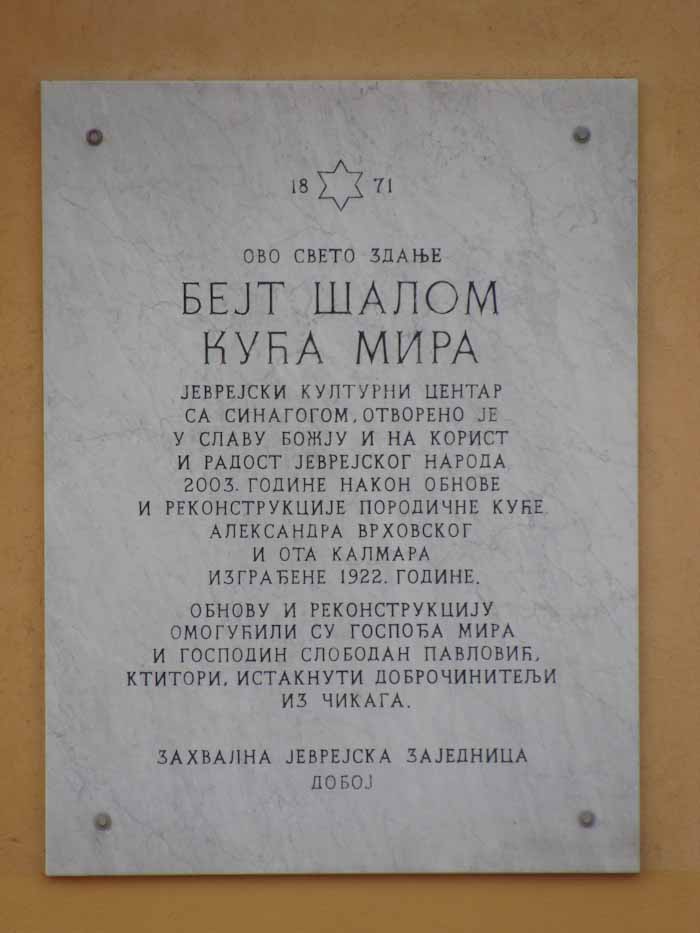 18 71
ОВО СВЕТО ЗДАЊЕ
БЕЈТ ШАЛОМ
КУЋА МИРА
ЈЕВРЕЈСКИ КУЛТУРНИ ЦЕНТАР
СА СИНАГОГОМ, ОТВОРЕНО ЈЕ
У СЛАВУ БОЖЈУ И НА КОРИСТ
И РАДОСТ ЈЕВРЕЈСКОГ НАРОДА
2003. ГОДИНЕ НАКОН ОБНОВЕ
И РЕКОНСТРУКЦИЈЕ ПОРОДИЧНЕ КУЋЕ
АЛЕКСАНДРА ВРХОВСКОГ
И ОТА КАЛМАРА
ИЗГРАЂЕНЕ 1922. ГОДИНЕ.
ОБНОВУ И РЕКОНСТРУКЦИЈУ
ОМОГУЋИЛИ СУ ГОСПОЂА МИРА
И ГОСПОДИН СЛОБОДАН ПАВЛОВИЋ,
КТИТОРИ, ИСТАКНУТИ ДОБРОЧИНИТЕЉИ
ИЗ ЧИКАГА.
ЗАХВАЛНА ЈЕВРЕЈСКА ЗАЈЕДНИЦА
ДОБОЈ